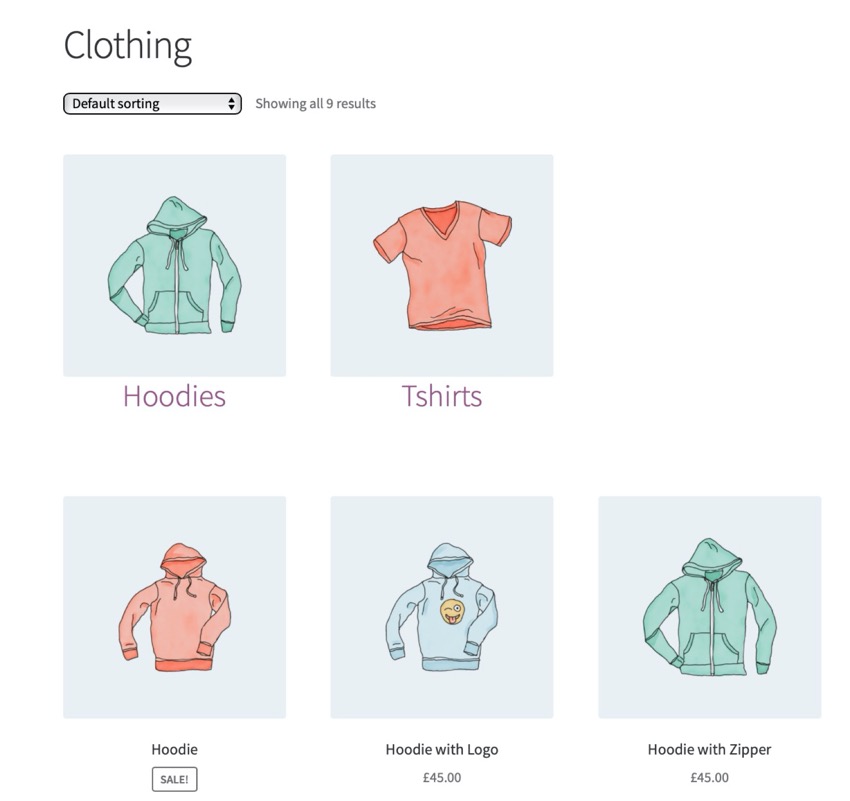 Clothing
Default sorting
Showing all 9 results
Hoodies
Tshirts
Hoodie
Hoodie with Logo
Hoodie with Zipper
SALE!
£45.00
£45.00